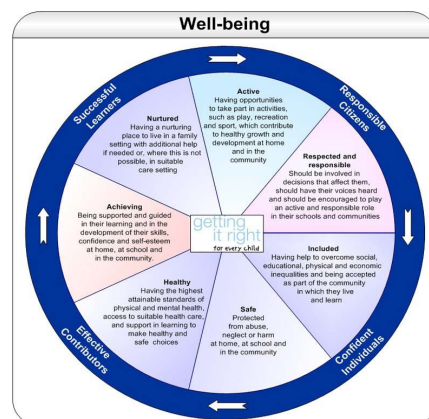 Well-being
Successful
Learners
Responsible
Citizens
Active
Having opportunities
to take part in activities,
such as play, recreation
and sport, which contribute
to healthy growth and
development at home
and in the
community
Respected and
responsible
Should be involved in
decisions that affect them,
should have their voices heard
and should be encouraged to play
an active and responsible role
in their schools and communities
Included
Having help to overcome social,
educational, physical and economic
inequalities and being accepted
as part of the community
in which they live
and learn
Safe
Protected
from abuse,
neglect or harm
at home, at school and
in the community
Healthy
Having the highest
attainable standards of
physical and mental health,
access to suitable health care,
and support in learning to
make healthy and
safe choices
Achieving
Being supported and guided
in their learning and in the
development of their skills,
confidence and self-esteem
at home, at school and
in the community.
Nurtured
Having a nurturing
place to live in a family
setting with additional help
if needed or, where this is not
possible, in suitable
care setting
getting
it right
for every child
Effective
Contributors
Confident
Individuals